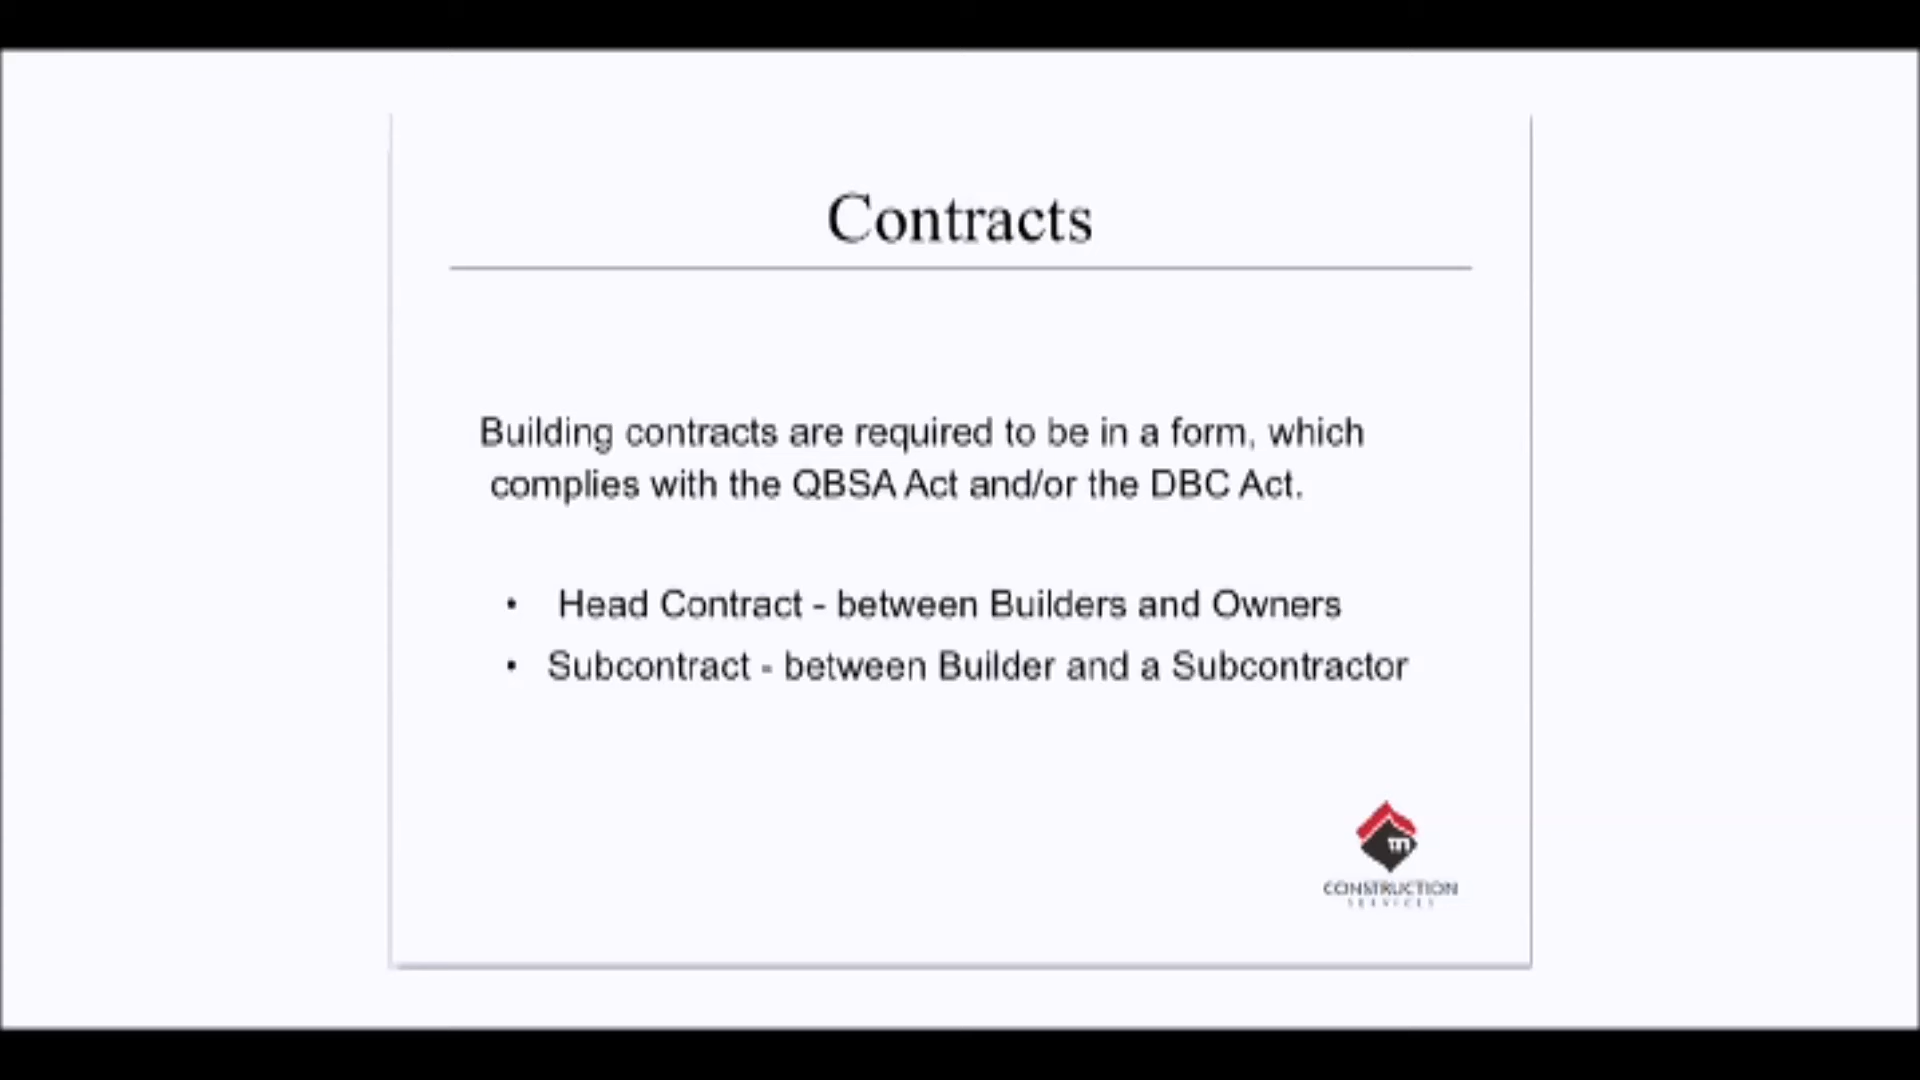 Contracts
Building contracts are required to be in a form, which
complies with the QBSA Act and/or the DBC Act.
• Head Contract - between Builders and Owners
• Subcontract - between Builder and a Subcontractor
CONSTRUCTION
SERVICES